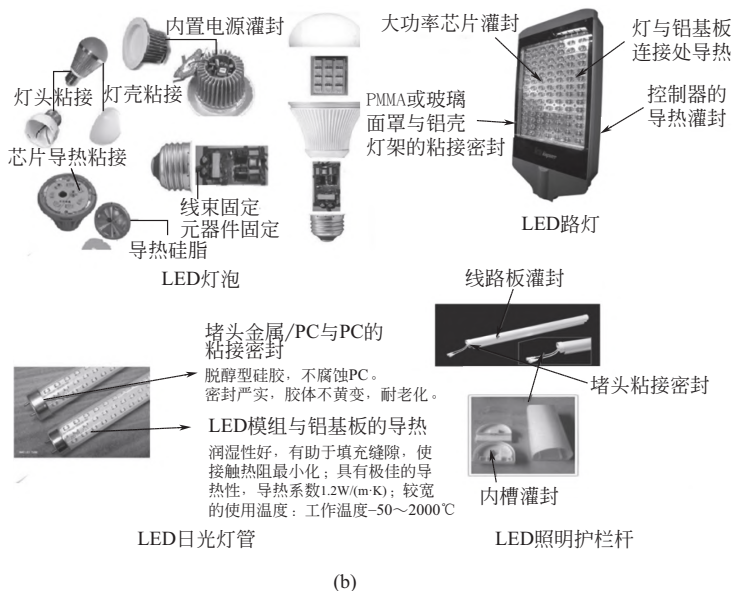 内置电源灌封
灯头粘接
灯壳粘接
芯片导热粘接
线束固定
元器件固定
导热硅脂
LED灯泡
大功率芯片灌封
灯与铝基板
连接处导热
PMMA或玻璃
面罩与铝壳
灯架的粘接密封
控制器的
导热灌封
LED路灯
堵头金属/PC与PC的
粘接密封
脱醇型硅胶，不腐蚀PC。
密封严实，胶体不黄变，耐老化。
LED模组与铝基板的导热
润湿性好，有助于填充缝隙，使
接触热阻最小化；具有极佳的导
热性，导热系数1.2W/(m·K)；较宽
的使用温度：工作温度–50～2000℃
LED日光灯管
线路板灌封
堵头粘接密封
内槽灌封
LED照明护栏杆
(b)